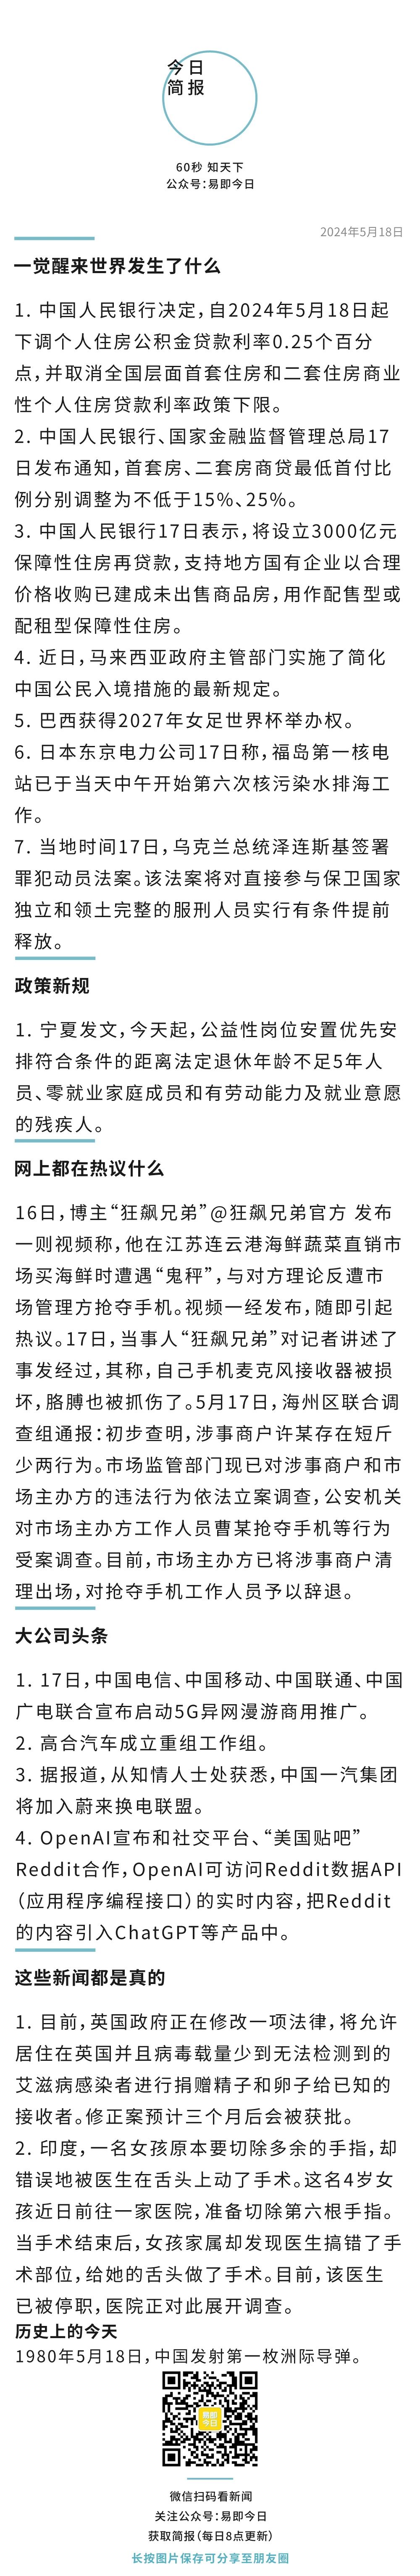 今日
简报
60秒 知天下
公众号：易即今日
2024年5月18日
一觉醒来世界发生了什么
1. 中国人民银行决定，自2024年5月18日起
下调个人住房公积金贷款利率0.25个百分
点，并取消全国层面首套住房和二套住房商业
性个人住房贷款利率政策下限。
2. 中国人民银行、国家金融监督管理总局17
日发布通知，首套房、二套房商贷最低首付比
例分别调整为不低于15%、25%。
3. 中国人民银行17日表示，将设立3000亿元
保障性住房再贷款，支持地方国有企业以合理
价格收购已建成未出售商品房，用作配售型或
配租型保障性住房。
4. 近日，马来西亚政府主管部门实施了简化
中国公民入境措施的最新规定。
5. 巴西获得2027年女足世界杯举办权。
6. 日本东京电力公司17日称，福岛第一核电
站已于当天中午开始第六次核污染水排海工
作。
7. 当地时间17日，乌克兰总统泽连斯基签署
罪犯动员法案。该法案将对直接参与保卫国家
独立和领土完整的服刑人员实行有条件提前
释放。
政策新规
1. 宁夏发文，今天起，公益性岗位安置优先安
排符合条件的距离法定退休年龄不足5年人
员、零就业家庭成员和有劳动能力及就业意愿
的残疾人。
网上都在热议什么
16日，博主“狂飙兄弟”@狂飙兄弟官方 发布
一则视频称，他在江苏连云港海鲜蔬菜直销市
场买海鲜时遭遇“鬼秤”，与对方理论反遭市
场管理方抢夺手机。视频一经发布，随即引起
热议。17日，当事人“狂飙兄弟”对记者讲述了
事发经过，其称，自己手机麦克风接收器被损
坏，胳膊也被抓伤了。5月17日，海州区联合调
查组通报：初步查明，涉事商户许某存在短斤
少两行为。市场监管部门现已对涉事商户和市
场主办方的违法行为依法立案调查，公安机关
对市场主办方工作人员曹某抢夺手机等行为
受案调查。目前，市场主办方已将涉事商户清
理出场，对抢夺手机工作人员予以辞退。
大公司头条
1. 17日，中国电信、中国移动、中国联通、中国
广电联合宣布启动5G异网漫游商用推广。
2. 高合汽车成立重组工作组。
3. 据报道，从知情人士处获悉，中国一汽集团
将加入蔚来换电联盟。
4. OpenAI宣布和社交平台、“美国贴吧”
Reddit合作，OpenAI可访问Reddit数据API
（应用程序编程接口）的实时内容，把Reddit
的内容引入ChatGPT等产品中。
这些新闻都是真的
1. 目前，英国政府正在修改一项法律，将允许
居住在英国并且病毒载量少到无法检测到的
艾滋病感染者进行捐赠精子和卵子给已知的
接收者。修正案预计三个月后会被获批。
2. 印度，一名女孩原本要切除多余的手指，却
错误地被医生在舌头上动了手术。这名4岁女
孩近日前往一家医院，准备切除第六根手指。
当手术结束后，女孩家属却发现医生搞错了手
术部位，给她的舌头做了手术。目前，该医生
已被停职，医院正对此展开调查。
历史上的今天
1980年5月18日，中国发射第一枚洲际导弹。
易即
今日
微信扫码看新闻
关注公众号：易即今日
获取简报（每日8点更新）
长按图片保存可分享至朋友圈